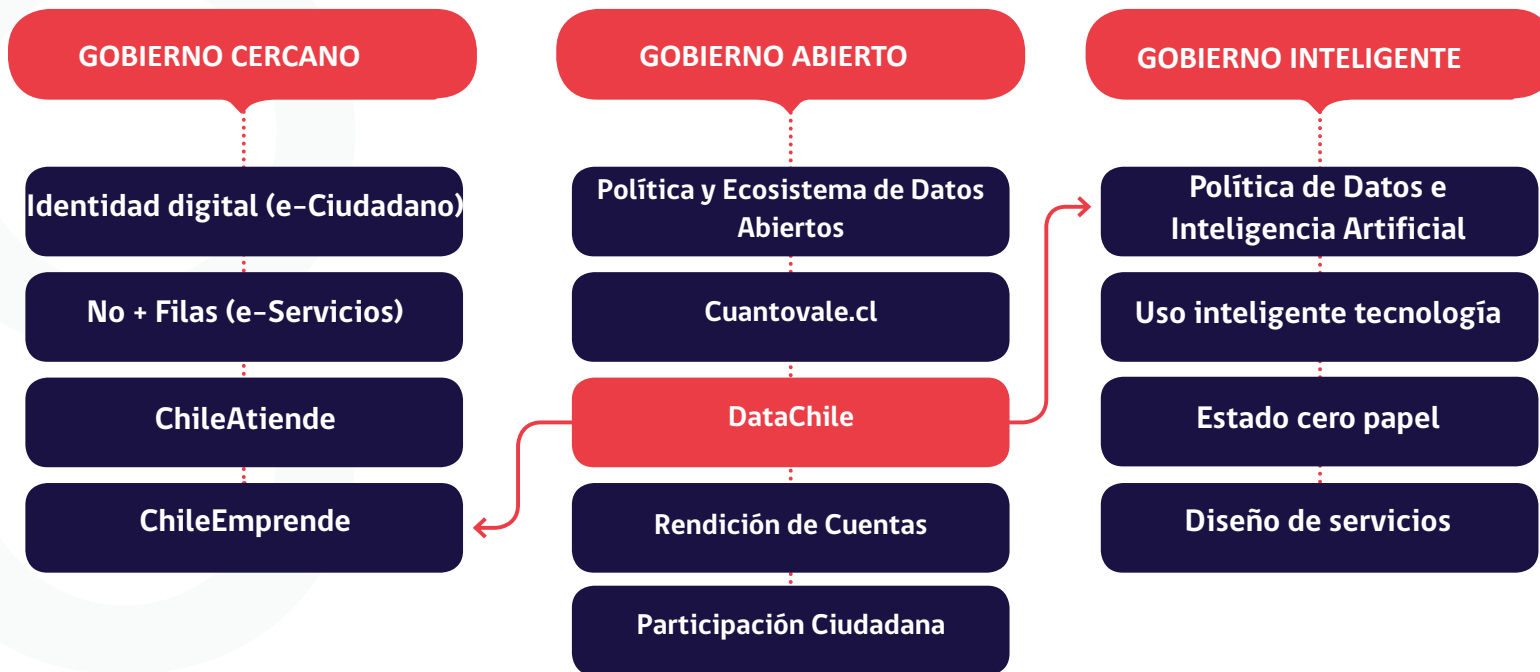 GOBIERNO CERCANO
Identidad digital (e-Ciudadano)
No + Filas (e-Servicios)
ChileAtiende
ChileEmprende
GOBIERNO ABIERTO
Política y Ecosistema de Datos
Abiertos
Cuantovale.cl
DataChile
Rendición de Cuentas
Participación Ciudadana
GOBIERNO INTELIGENTE
Política de Datos e
Inteligencia Artificial
Uso inteligente tecnología
Estado cero papel
Diseño de servicios